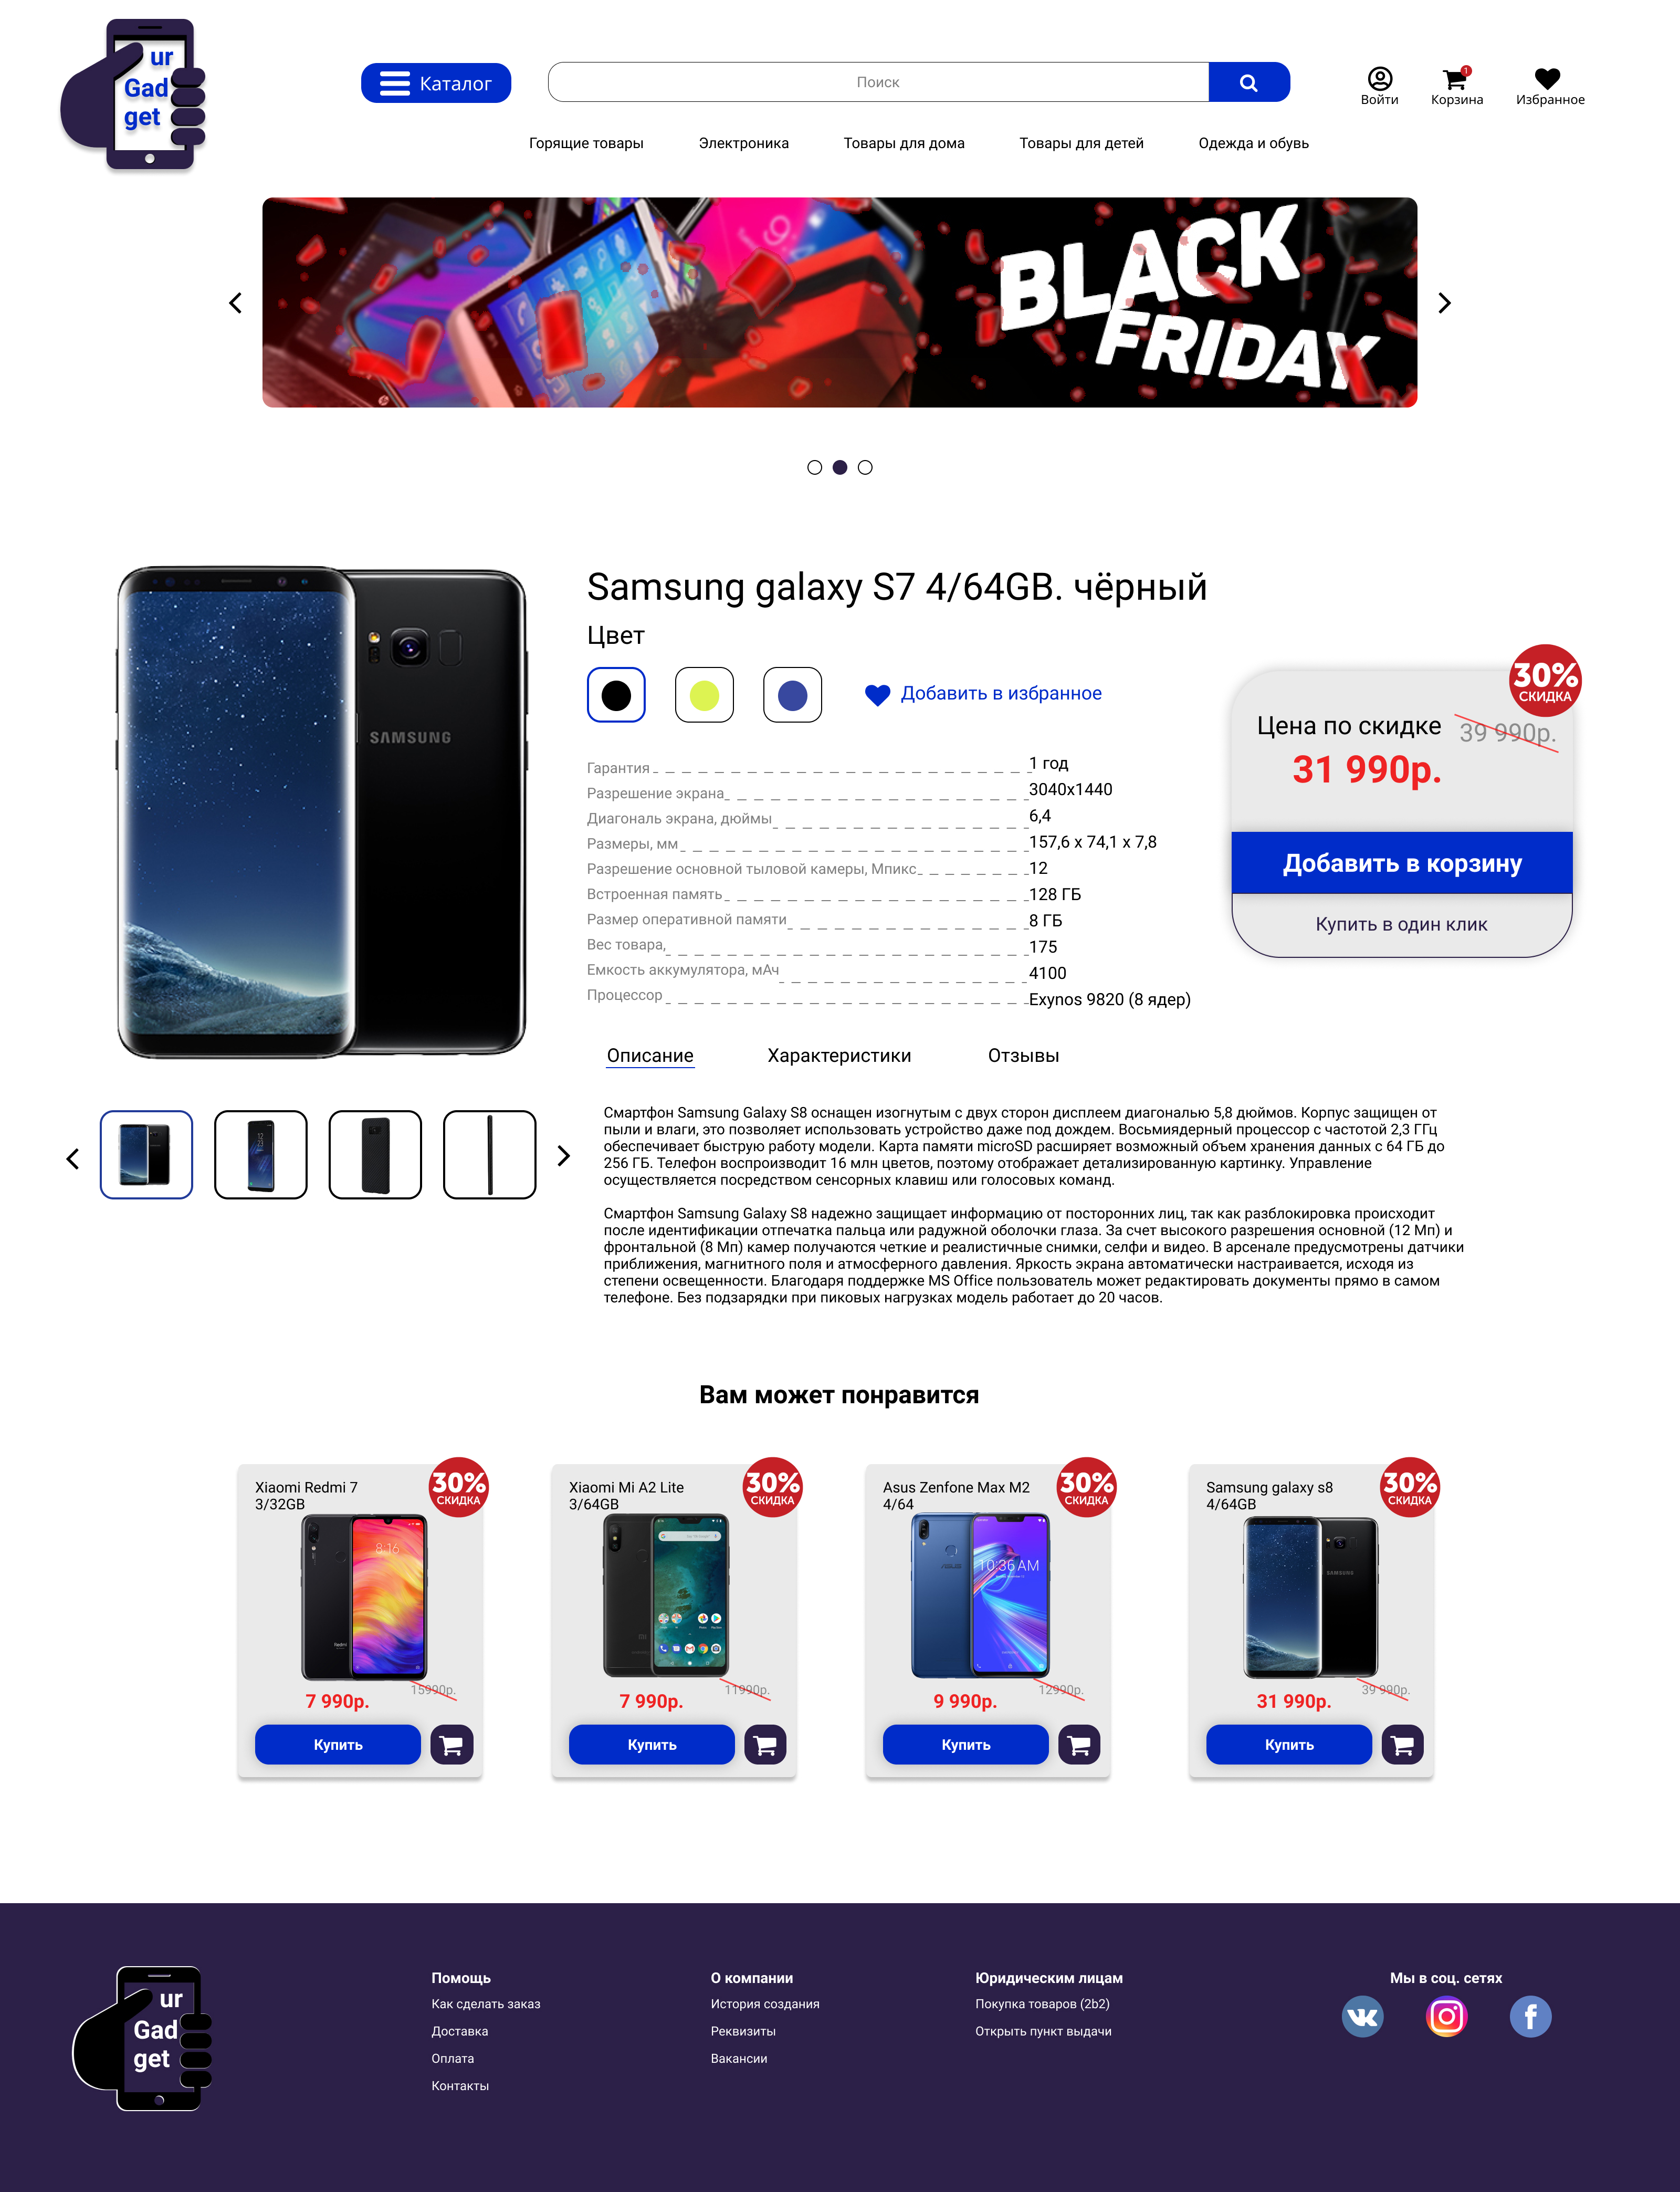 ur
Gad
get
Каталог
Поиск
Войти
1
Корзина
Избранное
Горящие товары
Электроника
Товары для дома
Товары для детей
Одежда и обувь
BLACK
FRIDAY
Samsung galaxy S7 4/64GB. чёрный
Цвет
Добавить в избранное
SAMSUNG
30%
СКИДКА
Цена по скидке
39 990р.
31 990р.
Добавить в корзину
Купить в один клик
Гарантия 1 год
Разрешение экрана 3040x1440
Диагональ экрана, дюймы 6,4
Размеры, мм 157,6 x 74,1 x 7,8
Разрешение основной тыловой камеры, Мпикс 12
Встроенная память 128 ГБ
Размер оперативной памяти 8 ГБ
Вес товара, 175
Емкость аккумулятора, мАч 4100
Процессор Exynos 9820 (8 ядер)
Описание
Характеристики
Отзывы
Смартфон Samsung Galaxy S8 оснащен изогнутым с двух сторон дисплеем диагональю 5,8 дюймов. Корпус защищен от
пыли и влаги, это позволяет использовать устройство даже под дождем. Восьмиядерный процессор с частотой 2,3 ГГц
обеспечивает быструю работу модели. Карта памяти microSD расширяет возможный объем хранения данных с 64 ГБ до
256 ГБ. Телефон воспроизводит 16 млн цветов, поэтому отображает детализированную картинку. Управление
осуществляется посредством сенсорных клавиш или голосовых команд.
Смартфон Samsung Galaxy S8 надежно защищает информацию от посторонних лиц, так как разблокировка происходит
после идентификации отпечатка пальца или радужной оболочки глаза. За счет высокого разрешения основной (12 Мп) и
фронтальной (8 Мп) камер получаются четкие и реалистичные снимки, селфи и видео. В арсенале предусмотрены датчики
приближения, магнитного поля и атмосферного давления. Яркость экрана автоматически настраивается, исходя из
степени освещенности. Благодаря поддержке MS Office пользователь может редактировать документы прямо в самом
телефоне. Без подзарядки при пиковых нагрузках модель работает до 20 часов.
Вам может понравится
Xiaomi Redmi 7
3/32GB
30%
СКИДКА
8:16
Redmi
15990р.
7 990р.
Купить
Xiaomi Mi A2 Lite
3/64GB
30%
СКИДКА
11990р.
7 990р.
Купить
Asus Zenfone Max M2
4/64
30%
СКИДКА
ASUS
10:36 AM
12990р.
9 990р.
Купить
Samsung galaxy s8
4/64GB
30%
СКИДКА
SAMSUNG
39 990р.
31 990р.
Купить
ur
Gad
get
Помощь
Как сделать заказ
Доставка
Оплата
Контакты
О компании
История создания
Реквизиты
Вакансии
Юридическим лицам
Покупка товаров (2b2)
Открыть пункт выдачи
Мы в соц. сетях